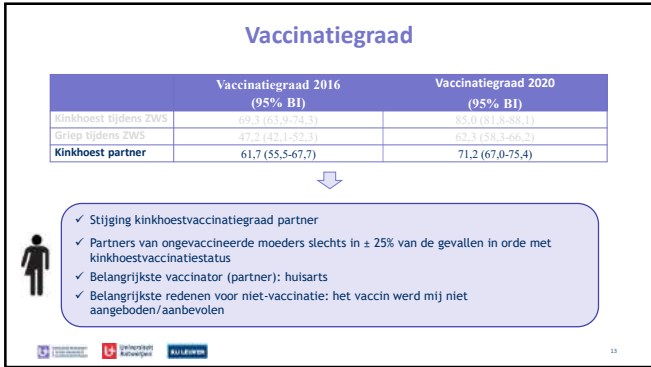 Vaccinatiegraad
Vaccinatiegraad 2016 Vaccinatiegraad 2020
(95% BI) (95% BI)
Kinkhoest tijdens ZWS 69,3 (63,9-74,3) 85,0 (81,8-88,1)
Griep tijdens ZWS 47,2 (42,1-52,3) 62,3 (58,3-66,2)
Kinkhoest partner 61,7 (55,5-67,7) 71,2 (67,0-75,4)
✓ Stijging kinkhoestvaccinatiegraad partner
✓ Partners van ongevaccineerde moeders slechts in ± 25% van de gevallen in orde met
kinkhoestvaccinatiestatus
✓ Belangrijkste vaccinator (partner): huisarts
✓ Belangrijkste redenen voor niet-vaccinatie: het vaccin werd mij niet
aangeboden/aanbevolen
Universiteit
Antwerpen
KU LEUVEN
13